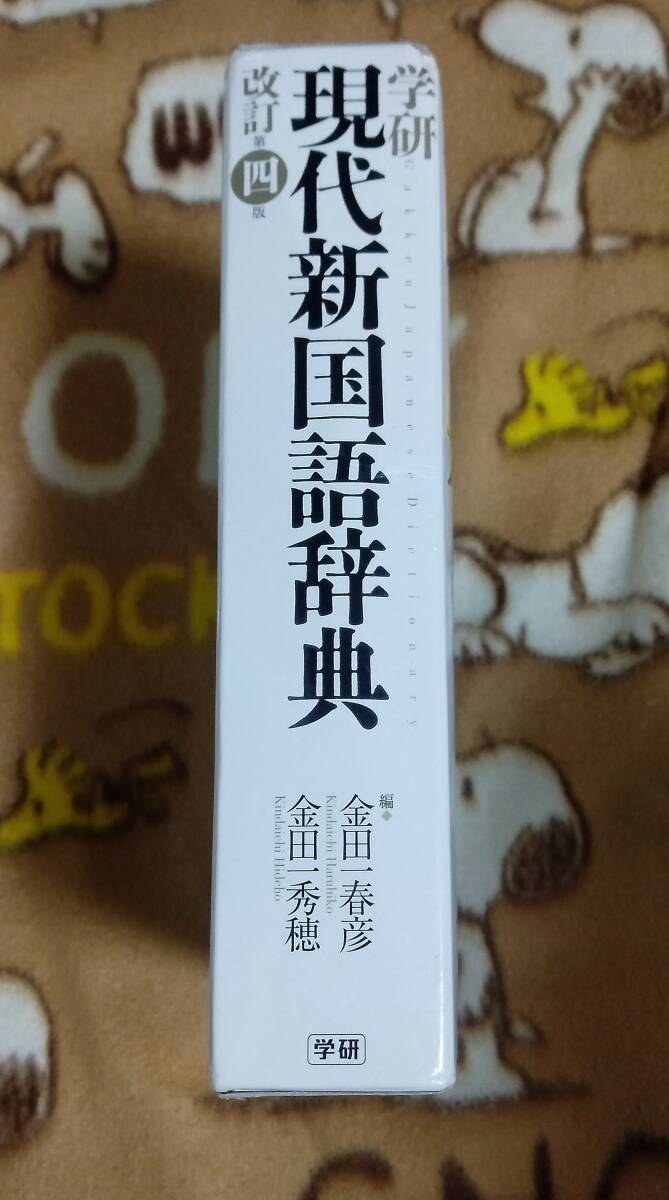 学研
Gakken Japanese Dictionary
現代新国語辞典
改訂第四版
編◆
金田一春彦
Kindaichi Haruhiko
金田一秀穂
Kindaichi Hideho
学研
TOCK